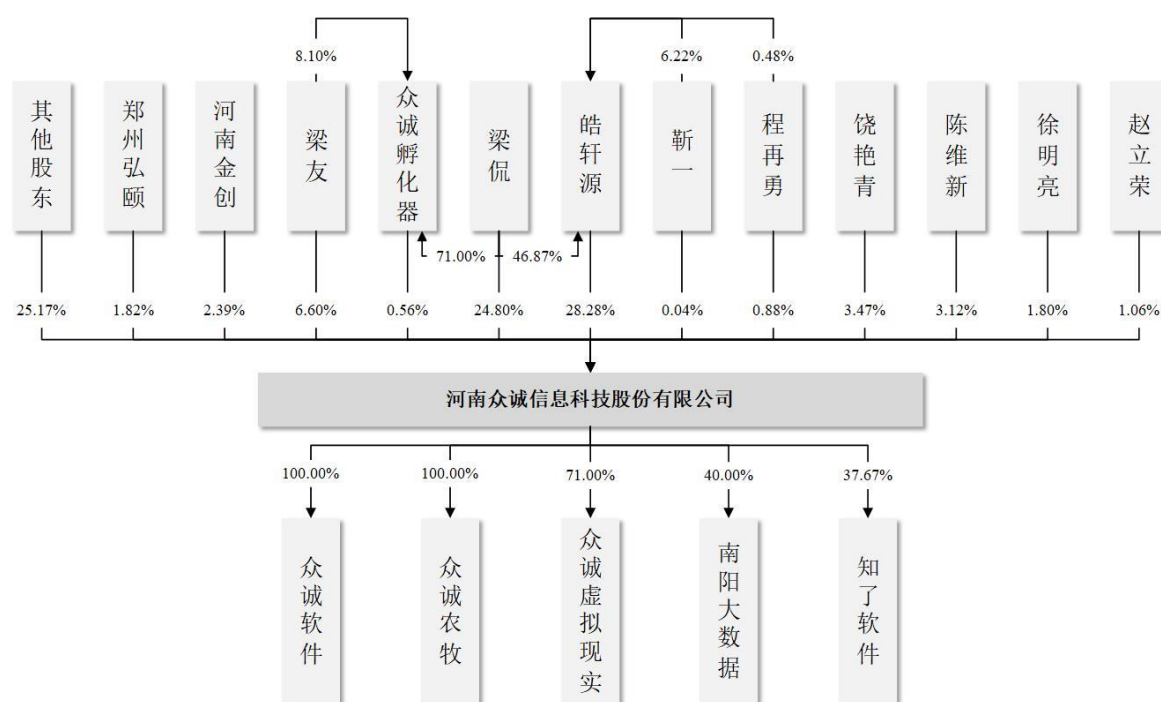 8.10%
6.22%
0.48%
其他股东
郑州弘颐
河南金创
梁友
众诚孵化器
梁侃
皓轩源
靳一
程再勇
饶艳青
陈维新
徐明亮
赵立荣
71.00%
46.87%
25.17%
1.82%
2.39%
6.60%
0.56%
24.80%
28.28%
0.04%
0.88%
3.47%
3.12%
1.80%
1.06%
河南众诚信息科技股份有限公司
100.00%
100.00%
71.00%
40.00%
37.67%
众诚软件
众诚农牧
众诚虚拟现实
南阳大数据
知了软件